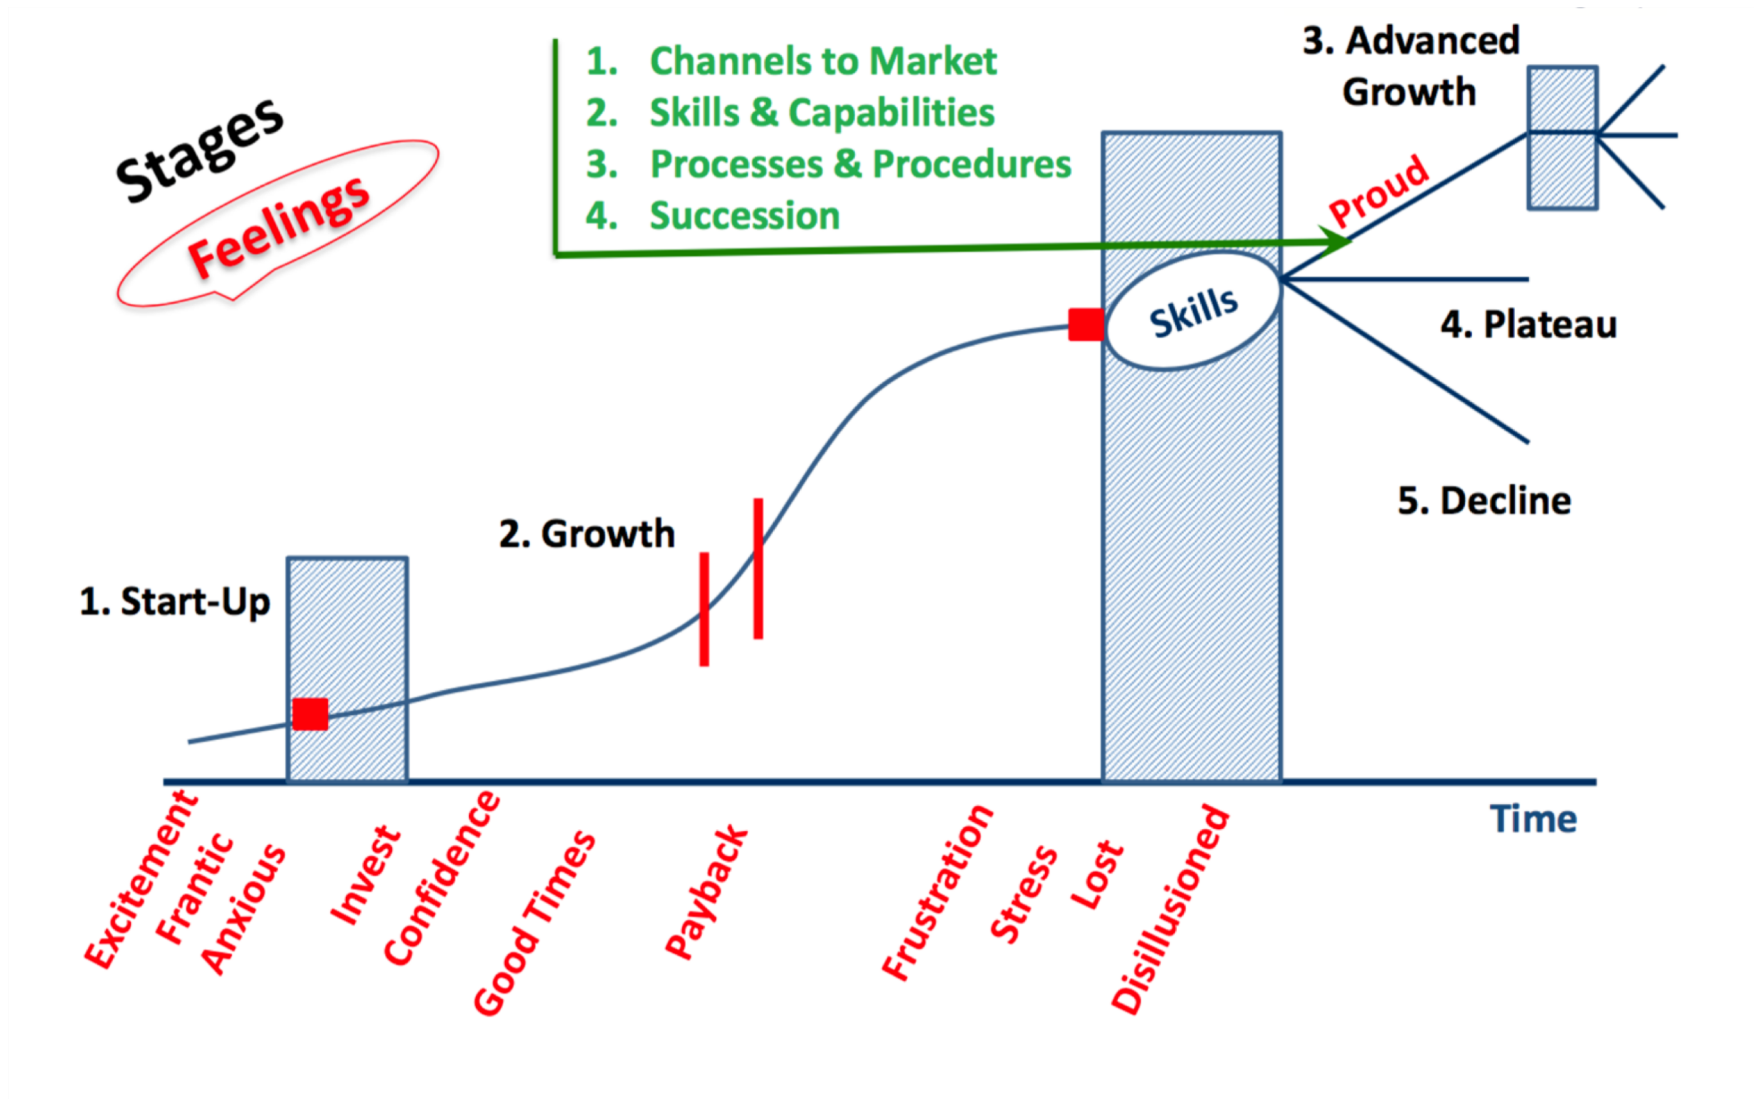 Stages
Feelings
1. Channels to Market
2. Skills & Capabilities
3. Processes & Procedures
4. Succession
3. Advanced
Growth
Proud
Skills
4. Plateau
5. Decline
2. Growth
1. Start-Up
Time
Excitement
Frantic
Anxious
Invest
Confidence
Good Times
Payback
Frustration
Stress
Lost
Disillusioned